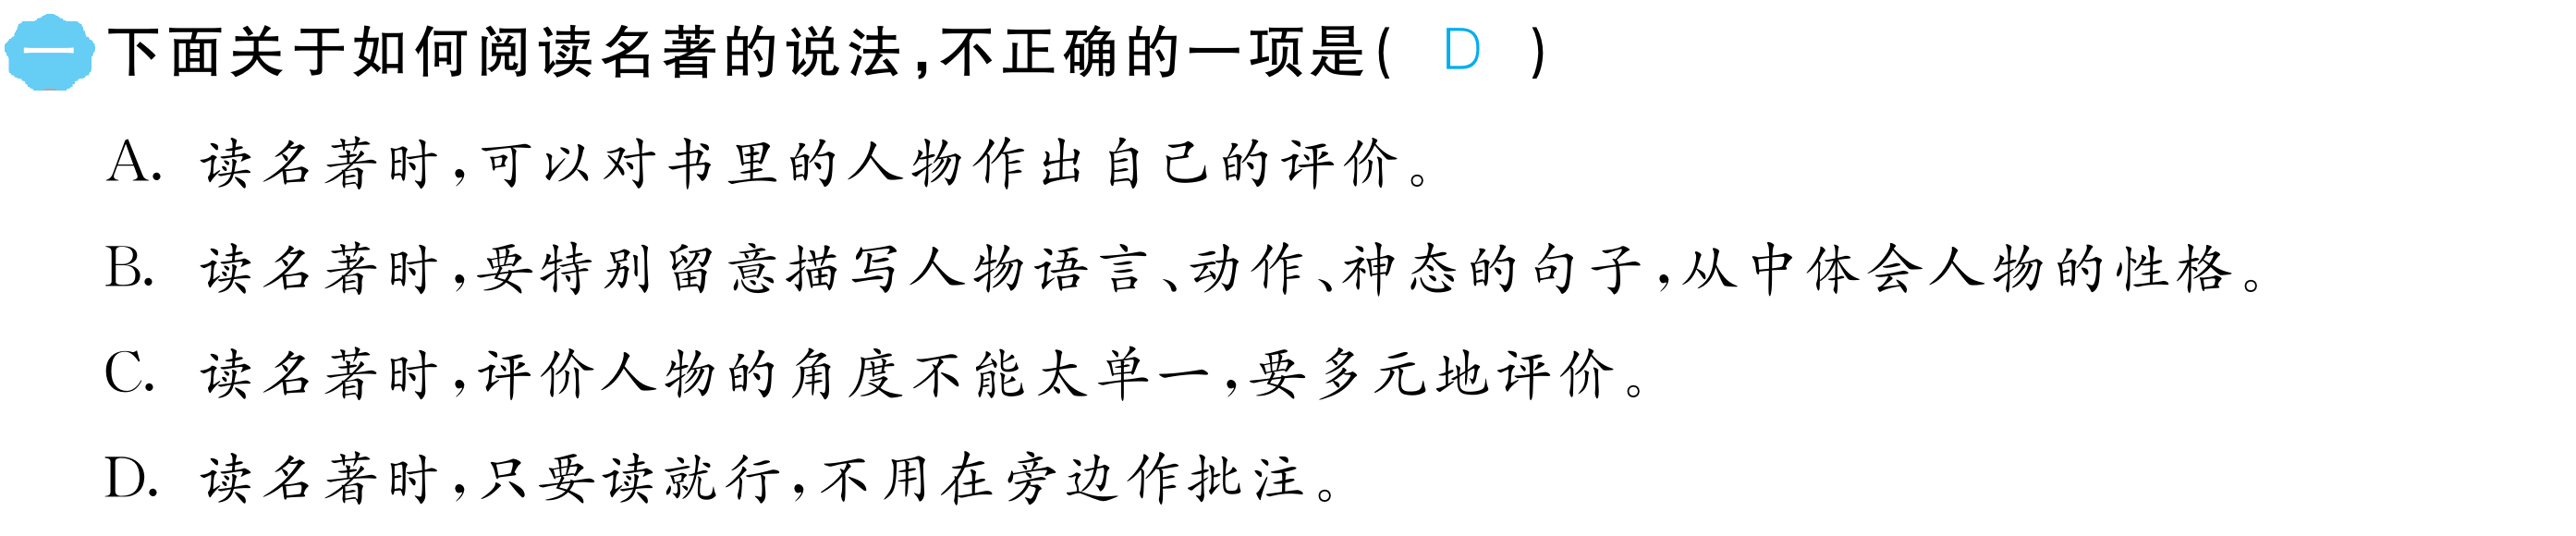 一 下面关于如何阅读名著的说法,不正确的一项是( D )
A. 读名著时,可以对书里的人物作出自己的评价。
B. 读名著时,要特别留意描写人物语言、动作、神态的句子,从中体会人物的性格。
C. 读名著时,评价人物的角度不能太单一,要多元地评价。
D. 读名著时,只要读就行,不用在旁边作批注。